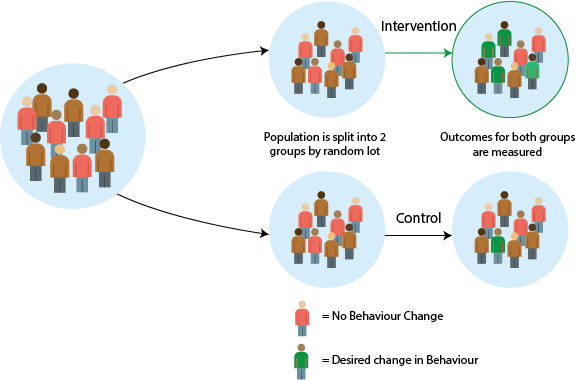 Intervention
Population is split into 2
groups by random lot
Outcomes for both groups
are measured
Control
= No Behaviour Change
= Desired change in Behaviour